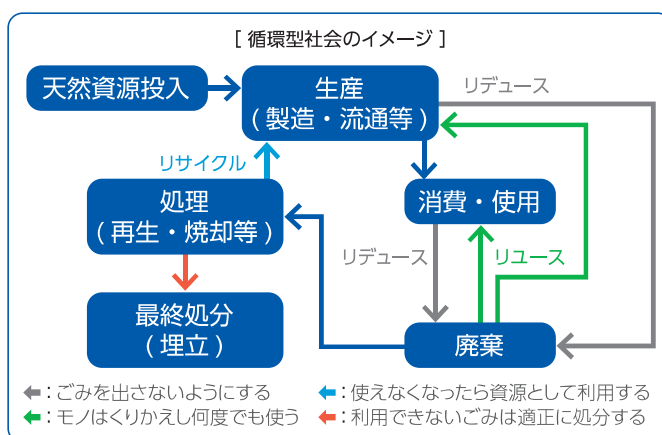 [ 循環型社会のイメージ ]
天然資源投入
生産
(製造・流通等)
リデュース
リサイクル
処理
(再生・焼却等)
消費・使用
リデュース
リユース
最終処分
(埋立)
廃棄
←:ごみを出さないようにする
←:使えなくなったら資源として利用する
←:モノはくりかえし何度でも使う
←:利用できないごみは適正に処分する